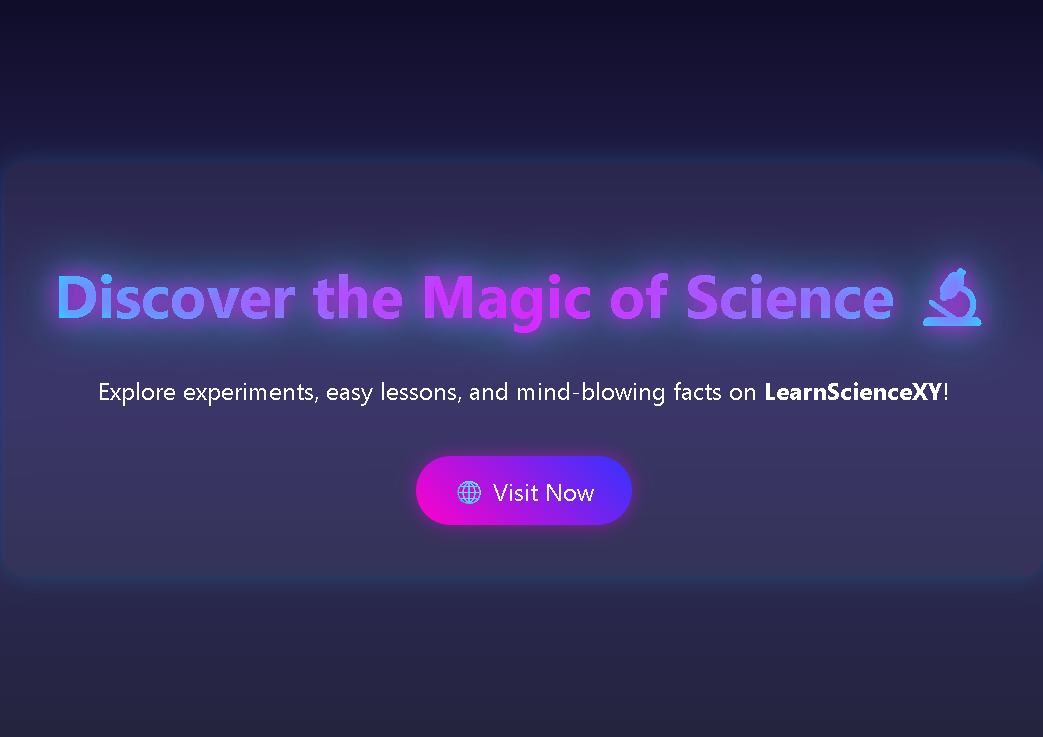 Discover the Magic of Science
Explore experiments, easy lessons, and mind-blowing facts on LearnScienceXY!
Visit Now